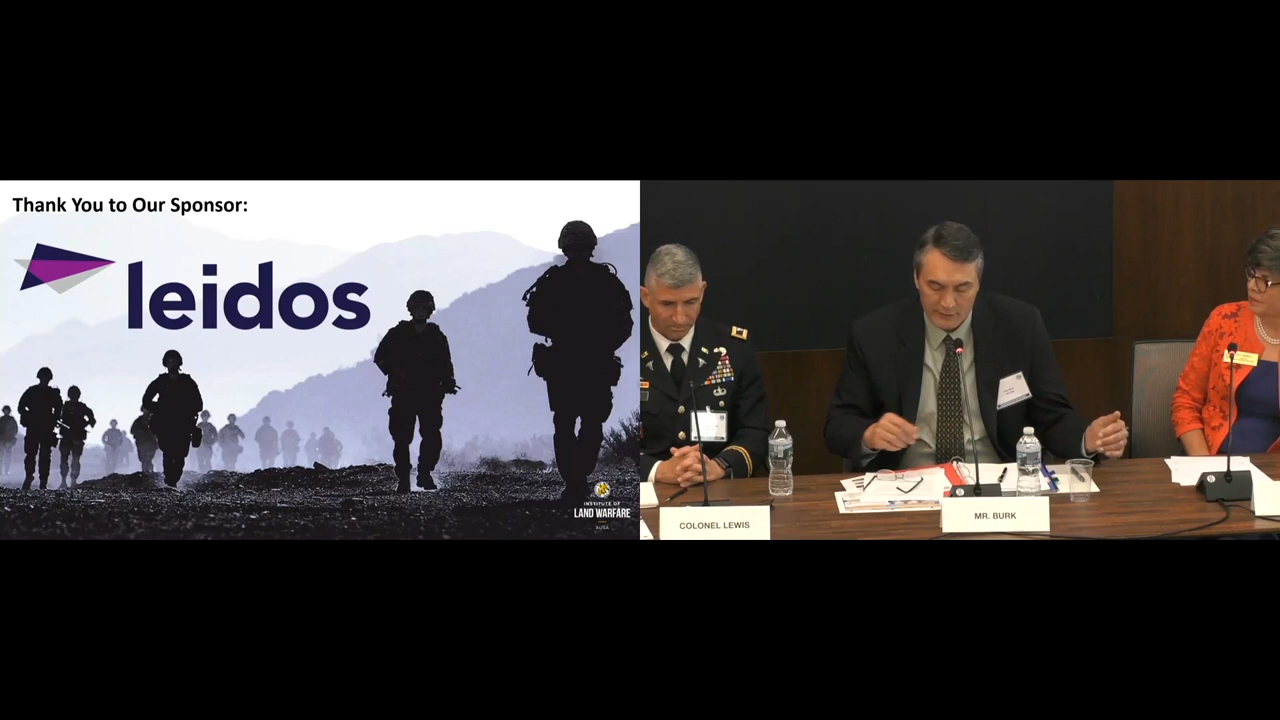 Thank You to Our Sponsor:
leidos
INSTITUTE OF
LAND WARFARE
AUSA
COLONEL LEWIS
MR. BURK